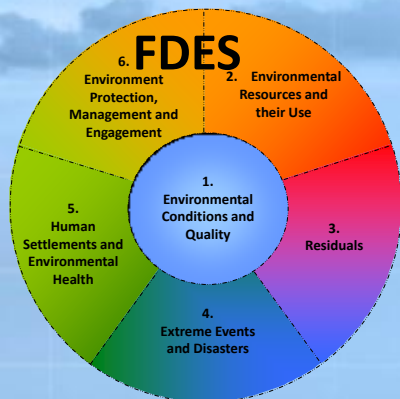 FDES
1.
Environmental
Conditions and
Quality
2. Environmental
Resources and
their Use
3.
Residuals
4.
Extreme Events
and Disasters
5.
Human
Settlements and
Environmental
Health
6.
Environment
Protection,
Management and
Engagement